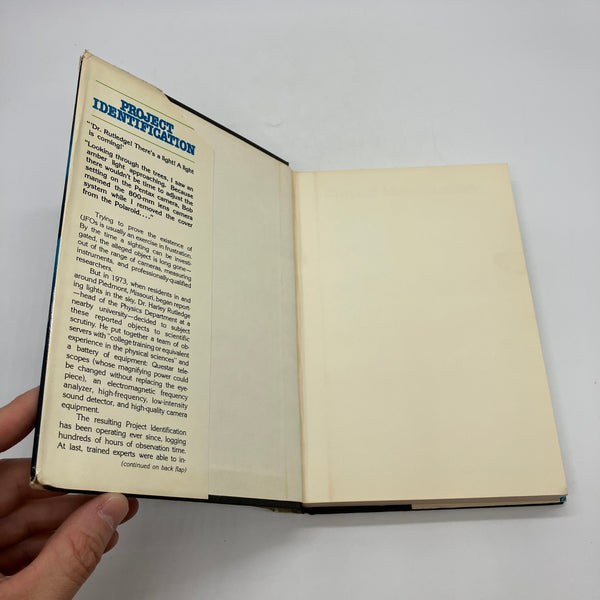 PROJECT
IDENTIFICATION
"'Dr. Rutledge! There's a light! A light
is coming!'
"Looking through the trees, I saw an
amber light approaching. Because
there wouldn't be time to adjust the
setting on the Pentax camera, Bob
manned the 800-mm lens camera
system while I removed the cover
from the Polaroid...."
Trying to prove the existence of
UFOs is usually an exercise in frustration.
By the time a sighting can be investi-
gated, the alleged object is long gone—
out of the range of cameras, measuring
instruments, and professionally qualified
researchers.
But in 1973, when residents in and
around Piedmont, Missouri, began report-
ing lights in the sky, Dr. Harley Rutledge
—head of the Physics Department at a
nearby university—decided to subject
these reported objects to scientific
scrutiny. He put together a team of ob-
servers with "college training or equivalent
experience in the physical sciences" and
a battery of equipment: Questar tele-
scopes (whose magnifying power could
be changed without replacing the eye-
piece), an electromagnetic frequency
analyzer, high-frequency, low-intensity
sound detector, and high-quality camera
equipment.
The resulting Project Identification
has been operating ever since, logging
hundreds of hours of observation time.
At last, trained experts were able to in-
(continued on back flap)